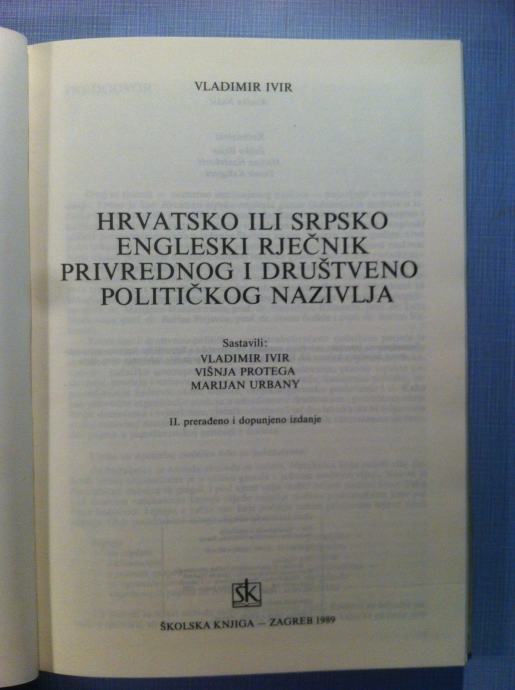 VLADIMIR IVIR
HRVATSKO ILI SRPSKO
ENGLESKI RJEČNIK
PRIVREDNOG I DRUŠTVENO
POLITIČKOG NAZIVLJA
Sastavili:
VLADIMIR IVIR
VIŠNJA PROTEGA
MARIJAN URBANY
II. prerađeno i dopunjeno izdanje
šk
ŠKOLSKA KNJIGA — ZAGREB 1989